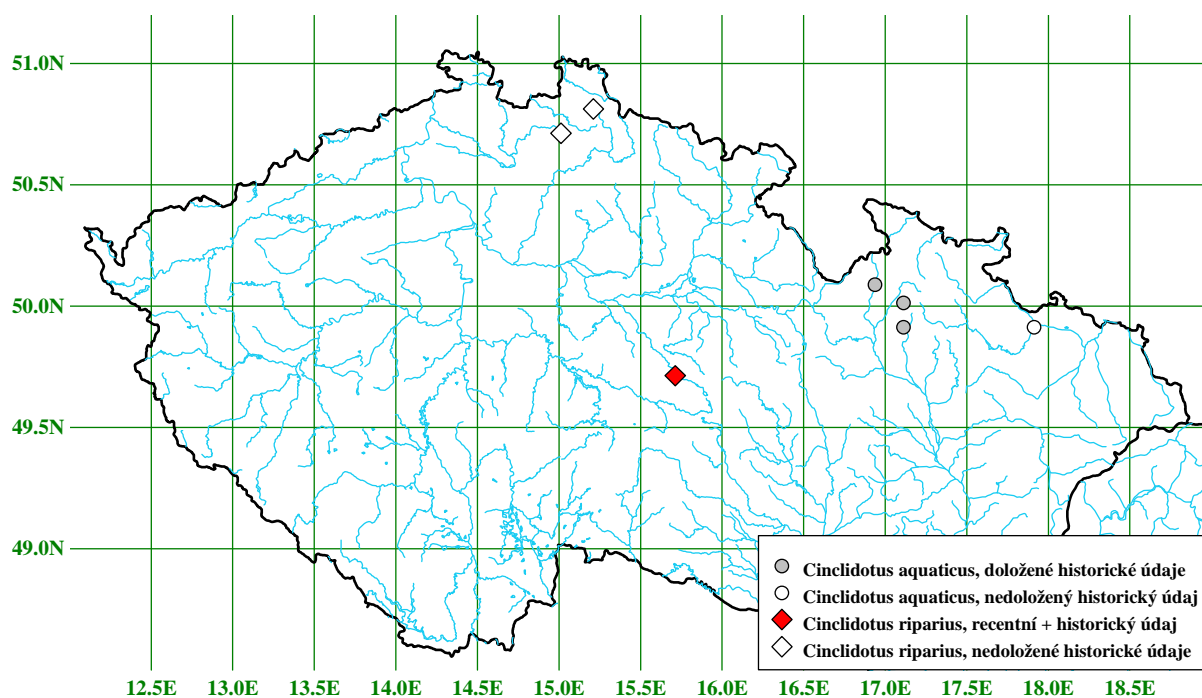 51.0N
50.5N
50.0N
49.5N
49.0N
Cinclidotus aquaticus, doložené historické údaje
Cinclidotus aquaticus, nedoložený historický údaj
Cinclidotus riparius, recentní + historický údaj
Cinclidotus riparius, nedoložené historické údaje
12.5E 13.0E 13.5E 14.0E 14.5E 15.0E 15.5E 16.0E 16.5E 17.0E 17.5E 18.0E 18.5E